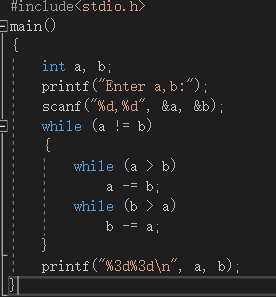 #include<stdio.h>
main()
{
int a, b;
printf("Enter a,b:");
scanf("%d,%d", &a, &b);
while (a != b)
{
while (a > b)
a -= b;
while (b > a)
b -= a;
}
printf("%3d%3d\n", a, b);
}